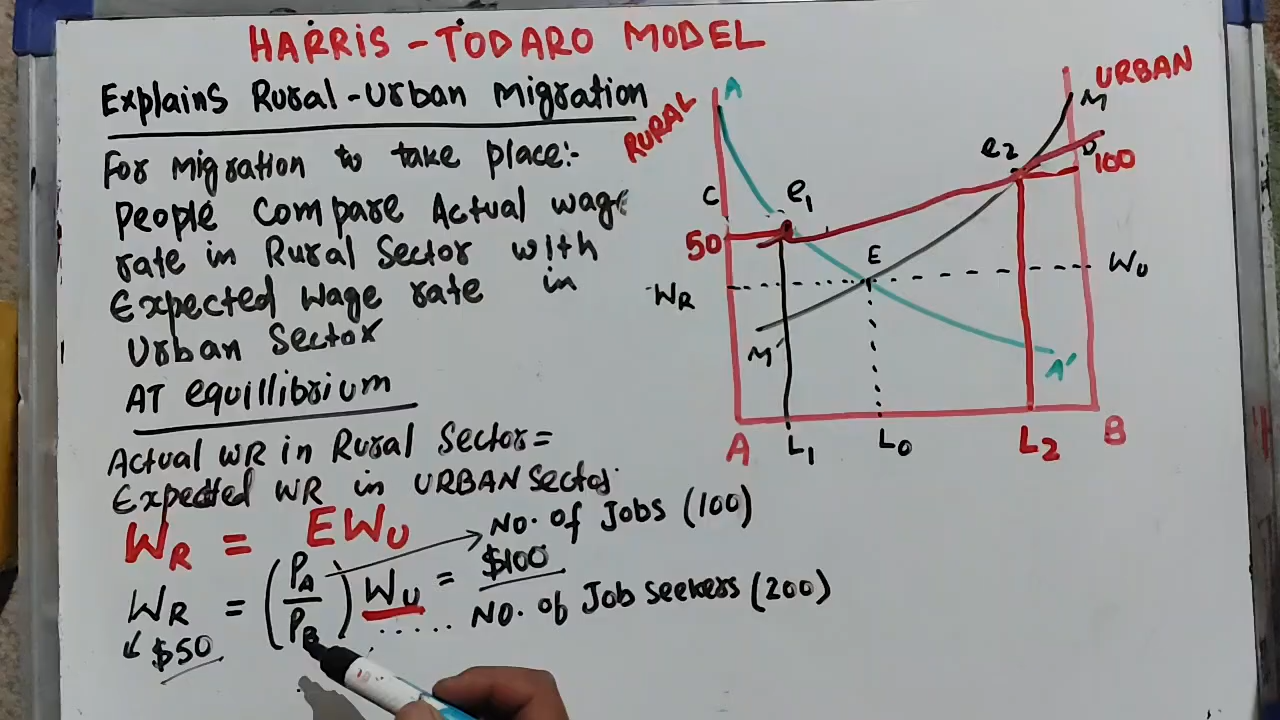 HARRIS - TODARO MODEL
Explains Rural-Urban Migration
For migration to take place:-
People Compare Actual wage
rate in Rural Sector with
Expected wage rate in
Urban Sector
AT equillibrium
Actual WR in Rural Sector =
Expected WR in URBAN Sector.
WR = EWU
WR = (PA/PB) WU = $100
No. of Jobs (100)
..... No. of Job seekers (200)
$50
RURAL
URBAN
A
M
C
e1
e2
D
100
50
E
WR
WU
M'
A'
A
L1
L0
L2
B